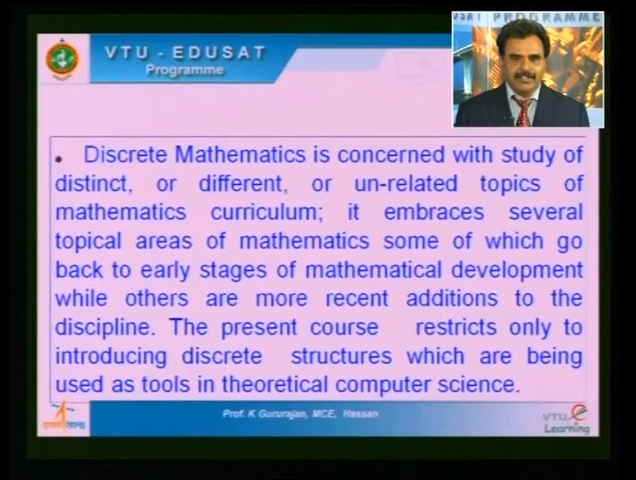 VTU - EDUSAT
Programme
USAT PROGRAMME
• Discrete Mathematics is concerned with study of
distinct, or different, or un-related topics of
mathematics curriculum; it embraces several
topical areas of mathematics some of which go
back to early stages of mathematical development
while others are more recent additions to the
discipline. The present course restricts only to
introducing discrete structures which are being
used as tools in theoretical computer science.
Prof. K Gururajan, MCE, Hassan
VTU e
Learning